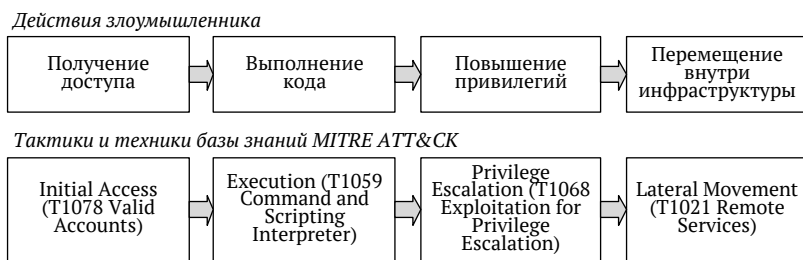 Действия злоумышленника
Получение
доступа
Выполнение
кода
Повышение
привилегий
Перемещение
внутри
инфраструктуры
Тактики и техники базы знаний MITRE ATT&CK
Initial Access
(T1078 Valid
Accounts)
Execution (T1059
Command and
Scripting
Interpreter)
Privilege
Escalation (T1068
Exploitation for
Privilege
Escalation)
Lateral Movement
(T1021 Remote
Services)